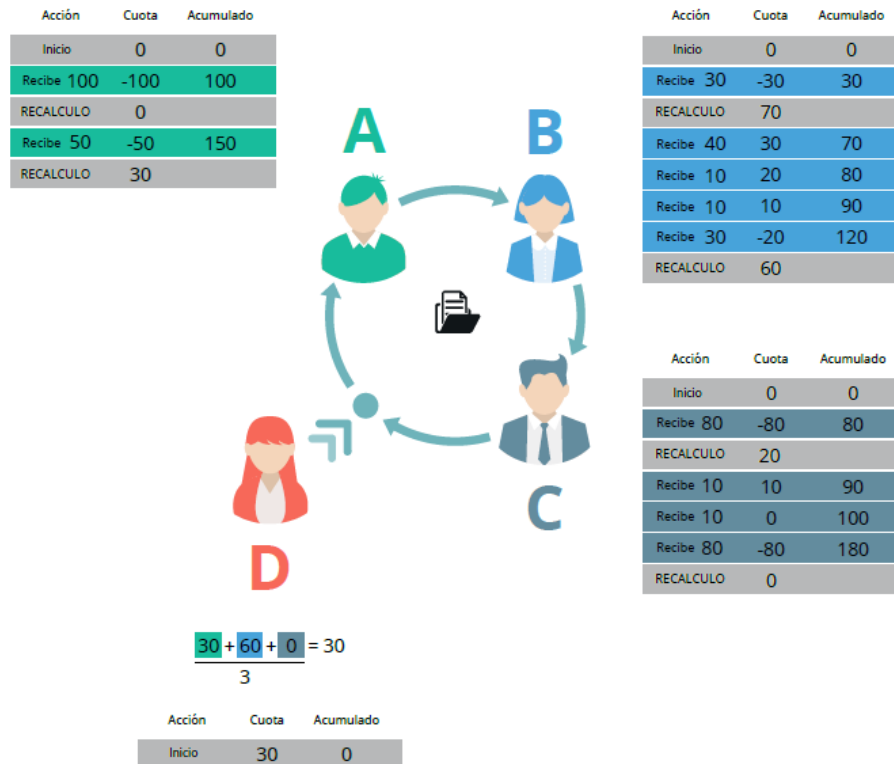 Acción Cuota Acumulado
Inicio 0 0
Recibe 100 -100 100
RECALCULO 0
Recibe 50 -50 150
RECALCULO 30
A
B
Acción Cuota Acumulado
Inicio 0 0
Recibe 30 -30 30
RECALCULO 70
Recibe 40 30 70
Recibe 10 20 80
Recibe 10 10 90
Recibe 30 -20 120
RECALCULO 60
Acción Cuota Acumulado
Inicio 0 0
Recibe 80 -80 80
RECALCULO 20
Recibe 10 10 90
Recibe 10 0 100
Recibe 80 -80 180
RECALCULO 0
C
D
30 + 60 + 0 = 30
3
Acción Cuota Acumulado
Inicio 30 0